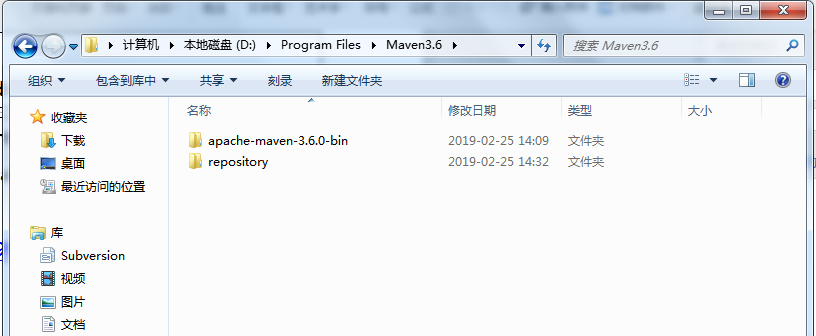 计算机 本地磁盘 (D:) Program Files Maven3.6 搜索 Maven3.6
组织 包含到库中 共享 刻录 新建文件夹
名称 修改日期 类型 大小
apache-maven-3.6.0-bin 2019-02-25 14:09 文件夹
repository 2019-02-25 14:32 文件夹
收藏夹
下载
桌面
最近访问的位置
库
Subversion
视频
图片
文档